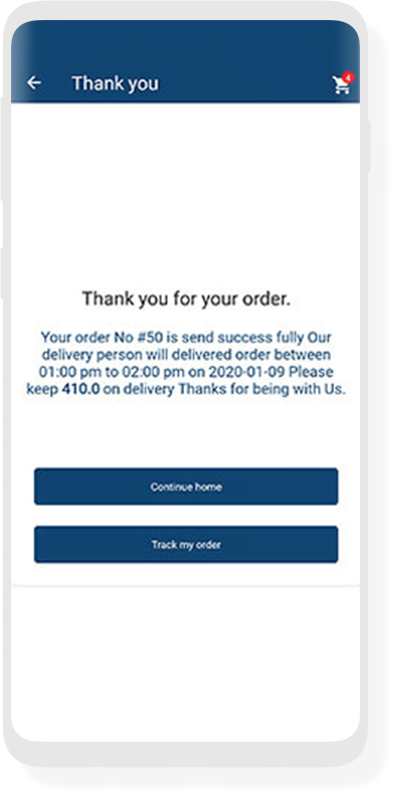 Thank you
4
Thank you for your order.
Your order No #50 is send success fully Our
delivery person will delivered order between
01:00 pm to 02:00 pm on 2020-01-09 Please
keep 410.0 on delivery Thanks for being with Us.
Continue home
Track my order